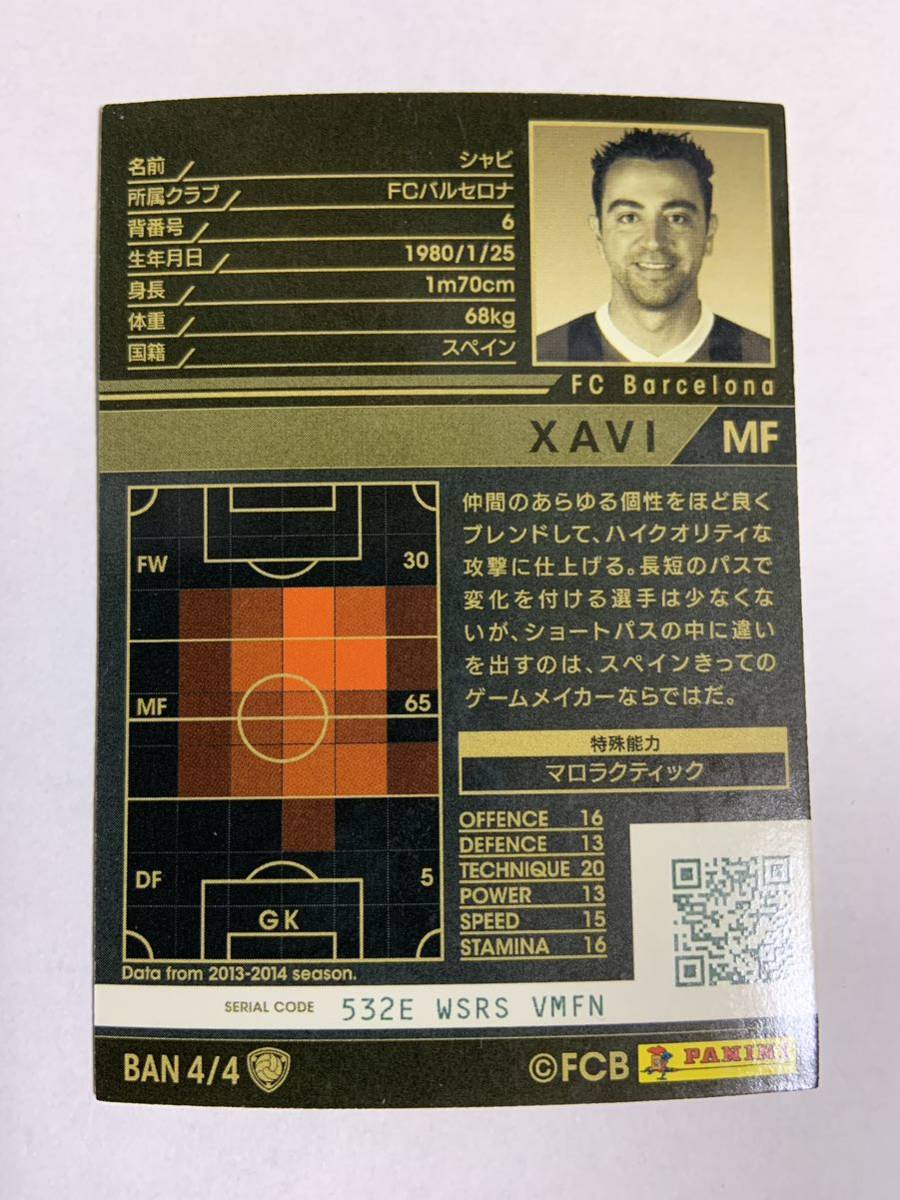 名前 シャビ
所属クラブ FCバルセロナ
背番号 6
生年月日 1980/1/25
身長 1m70cm
体重 68kg
国籍 スペイン
FC Barcelona
XAVI MF
FW 30
MF 65
DF 5
GK
Data from 2013-2014 season.
仲間のあらゆる個性をほど良く
ブレンドして、ハイクオリティな
攻撃に仕上げる。長短のパスで
変化を付ける選手は少なくな
いが、ショートパスの中に違い
を出すのは、スペインきっての
ゲームメイカーならではだ。
特殊能力
マロラクティック
OFFENCE 16
DEFENCE 13
TECHNIQUE 20
POWER 13
SPEED 15
STAMINA 16
SERIAL CODE 532E WSRS VMFN
BAN 4/4
©FCB PANINI